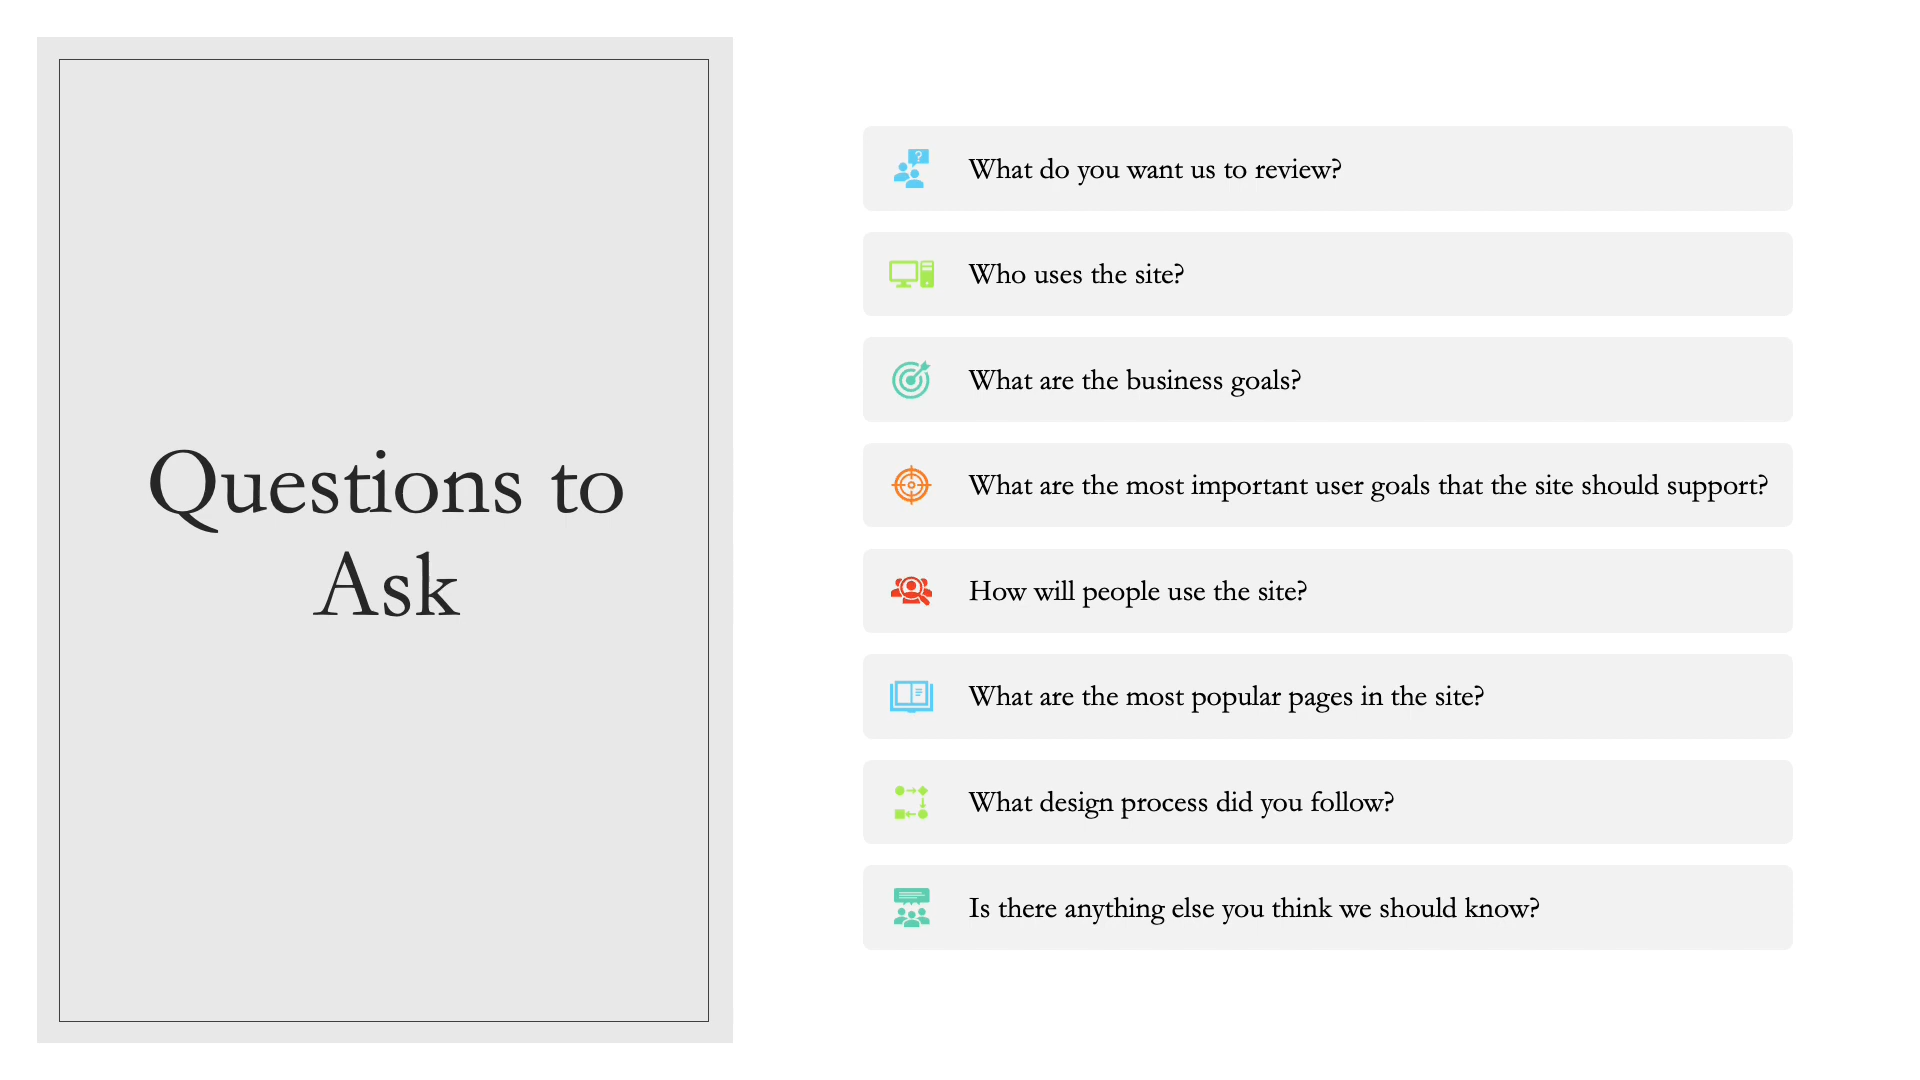 Questions to
Ask
What do you want us to review?
Who uses the site?
What are the business goals?
What are the most important user goals that the site should support?
How will people use the site?
What are the most popular pages in the site?
What design process did you follow?
Is there anything else you think we should know?